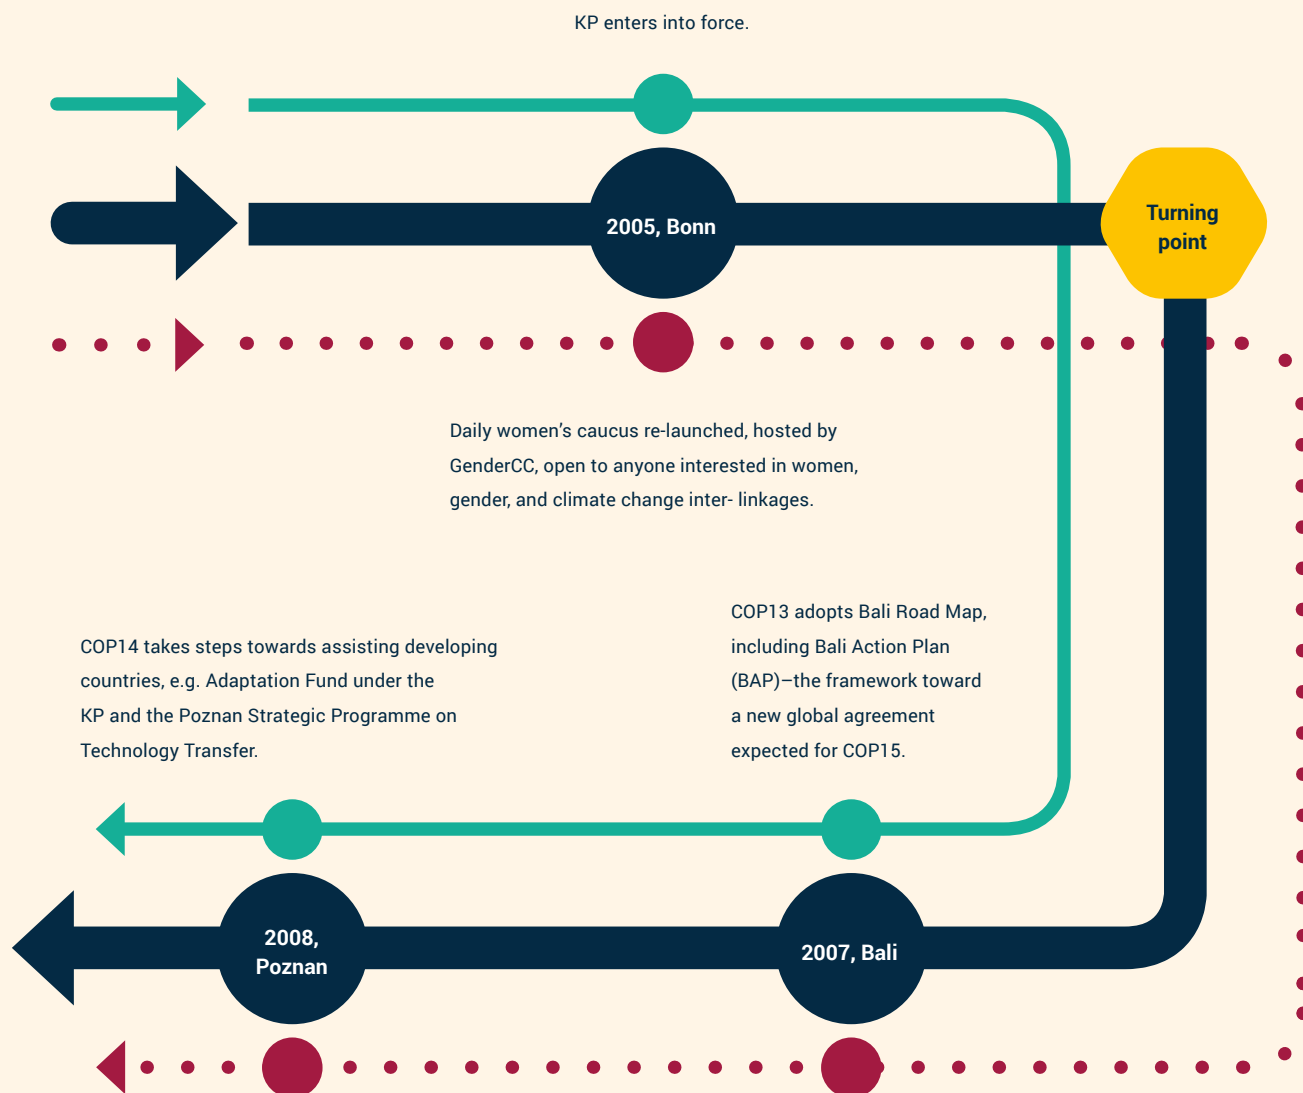 KP enters into force.
2005, Bonn
Turning
point
Daily women’s caucus re-launched, hosted by
GenderCC, open to anyone interested in women,
gender, and climate change inter- linkages.
COP13 adopts Bali Road Map,
including Bali Action Plan
(BAP)–the framework toward
a new global agreement
expected for COP15.
COP14 takes steps towards assisting developing
countries, e.g. Adaptation Fund under the
KP and the Poznan Strategic Programme on
Technology Transfer.
2007, Bali
2008,
Poznan